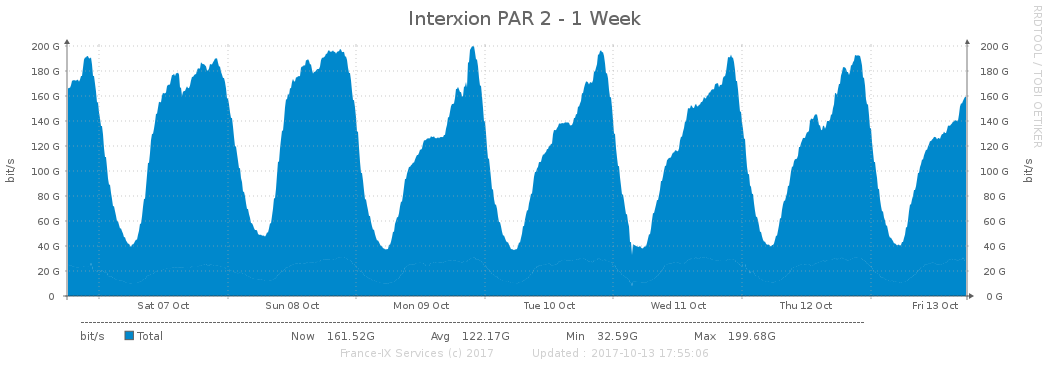 Interxion PAR 2 - 1 Week
RRDTOOL / TOBI OETIKER
200 G 200 G
180 G 180 G
160 G 160 G
140 G 140 G
120 G 120 G
100 G 100 G
80 G 80 G
60 G 60 G
40 G 40 G
20 G 20 G
0 0 G
bit/s bit/s
Sat 07 Oct Sun 08 Oct Mon 09 Oct Tue 10 Oct Wed 11 Oct Thu 12 Oct Fri 13 Oct
bit/s Total Now 161.52G Avg 122.17G Min 32.59G Max 199.68G
France-IX Services (c) 2017 Updated : 2017-10-13 17:55:06